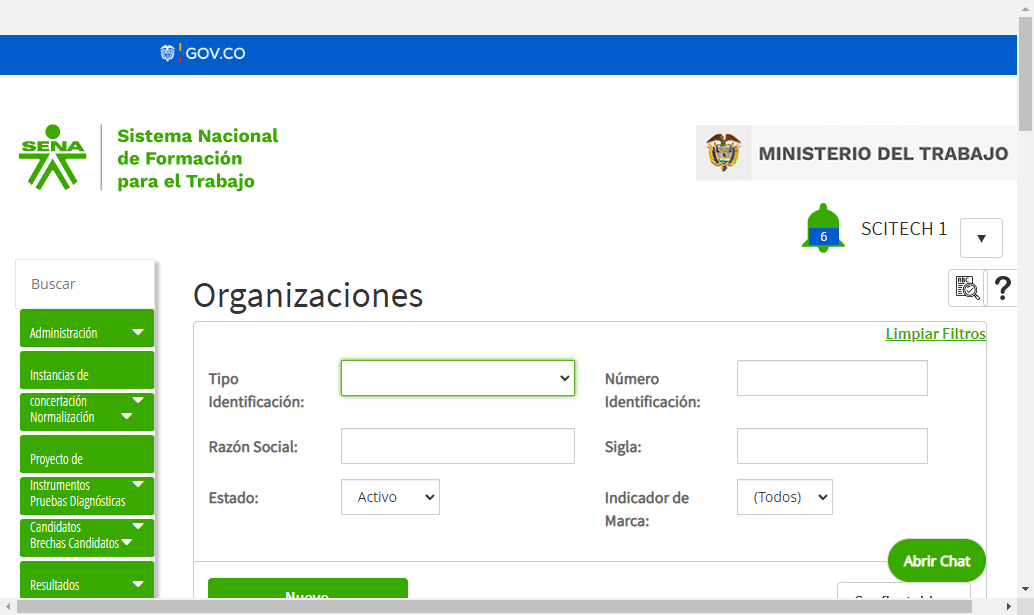 GOV.CO
SENA
Sistema Nacional
de Formación
para el Trabajo
MINISTERIO DEL TRABAJO
6
SCITECH 1
▼
Buscar
ABC
?
Organizaciones
Administración
Limpiar Filtros
Tipo
Identificación:
Número
Identificación:
Instancias de
concertación
Normalización
Razón Social:
Sigla:
Proyecto de
Instrumentos
Pruebas Diagnósticas
Estado:
Activo
Indicador de
Marca:
(Todos)
Candidatos
Brechas Candidatos
Abrir Chat
Resultados
Nuevo